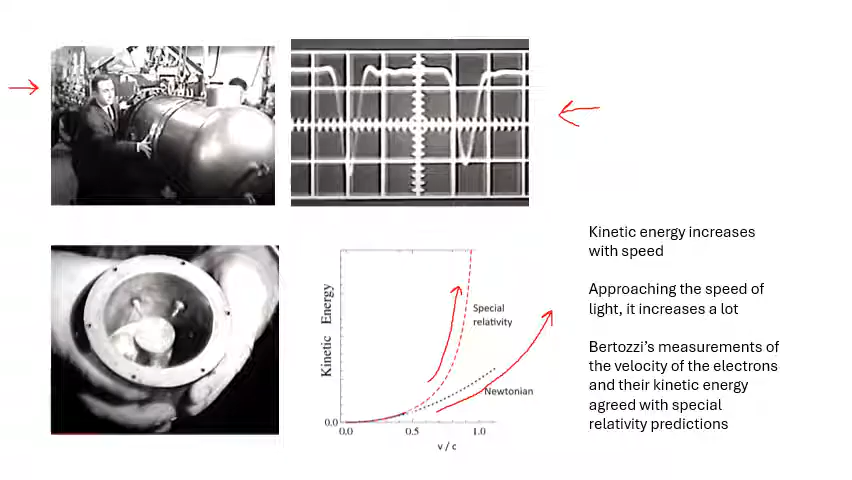 Kinetic energy increases
with speed
Approaching the speed of
light, it increases a lot
Bertozzi's measurements of
the velocity of the electrons
and their kinetic energy
agreed with special
relativity predictions
Kinetic Energy
Special
relativity
Newtonian
0.0
0.0
0.5
1.0
v / c